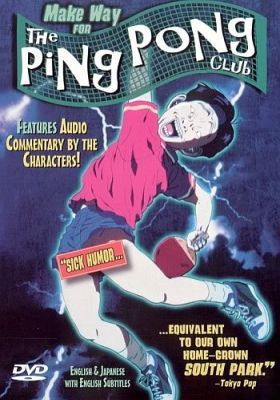 Make Way
FOR
THE
PING PONG
CLUB
FEATURES AUDIO
COMMENTARY BY THE
CHARACTERS!
"SICK HUMOR...
...EQUIVALENT
TO OUR OWN
HOME-GROWN
SOUTH PARK."
-Tokyo Pop
DVD
English & Japanese
with English Subtitles